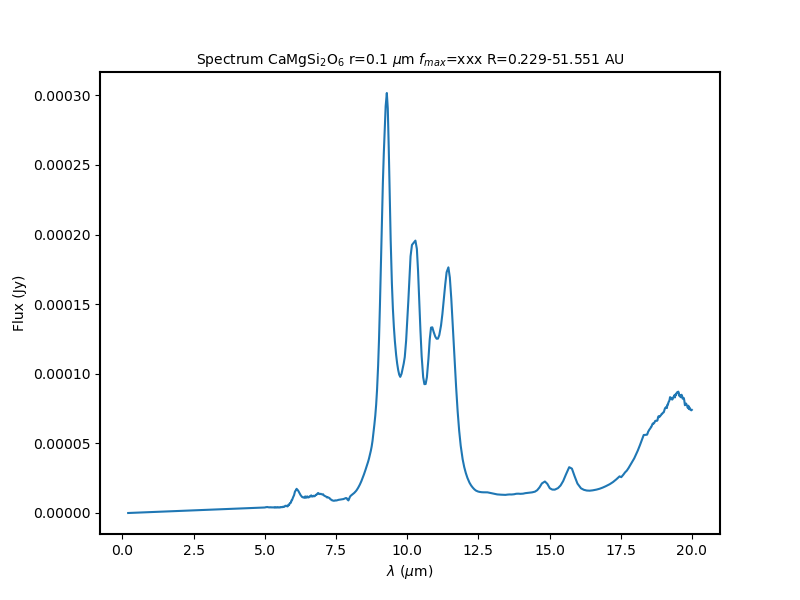 Spectrum CaMgSi₂O₆ r=0.1 μm f_max=xxx R=0.229-51.551 AU
0.00030
0.00025
0.00020
0.00015
0.00010
0.00005
0.00000
Flux (Jy)
0.0 2.5 5.0 7.5 10.0 12.5 15.0 17.5 20.0
λ (μm)